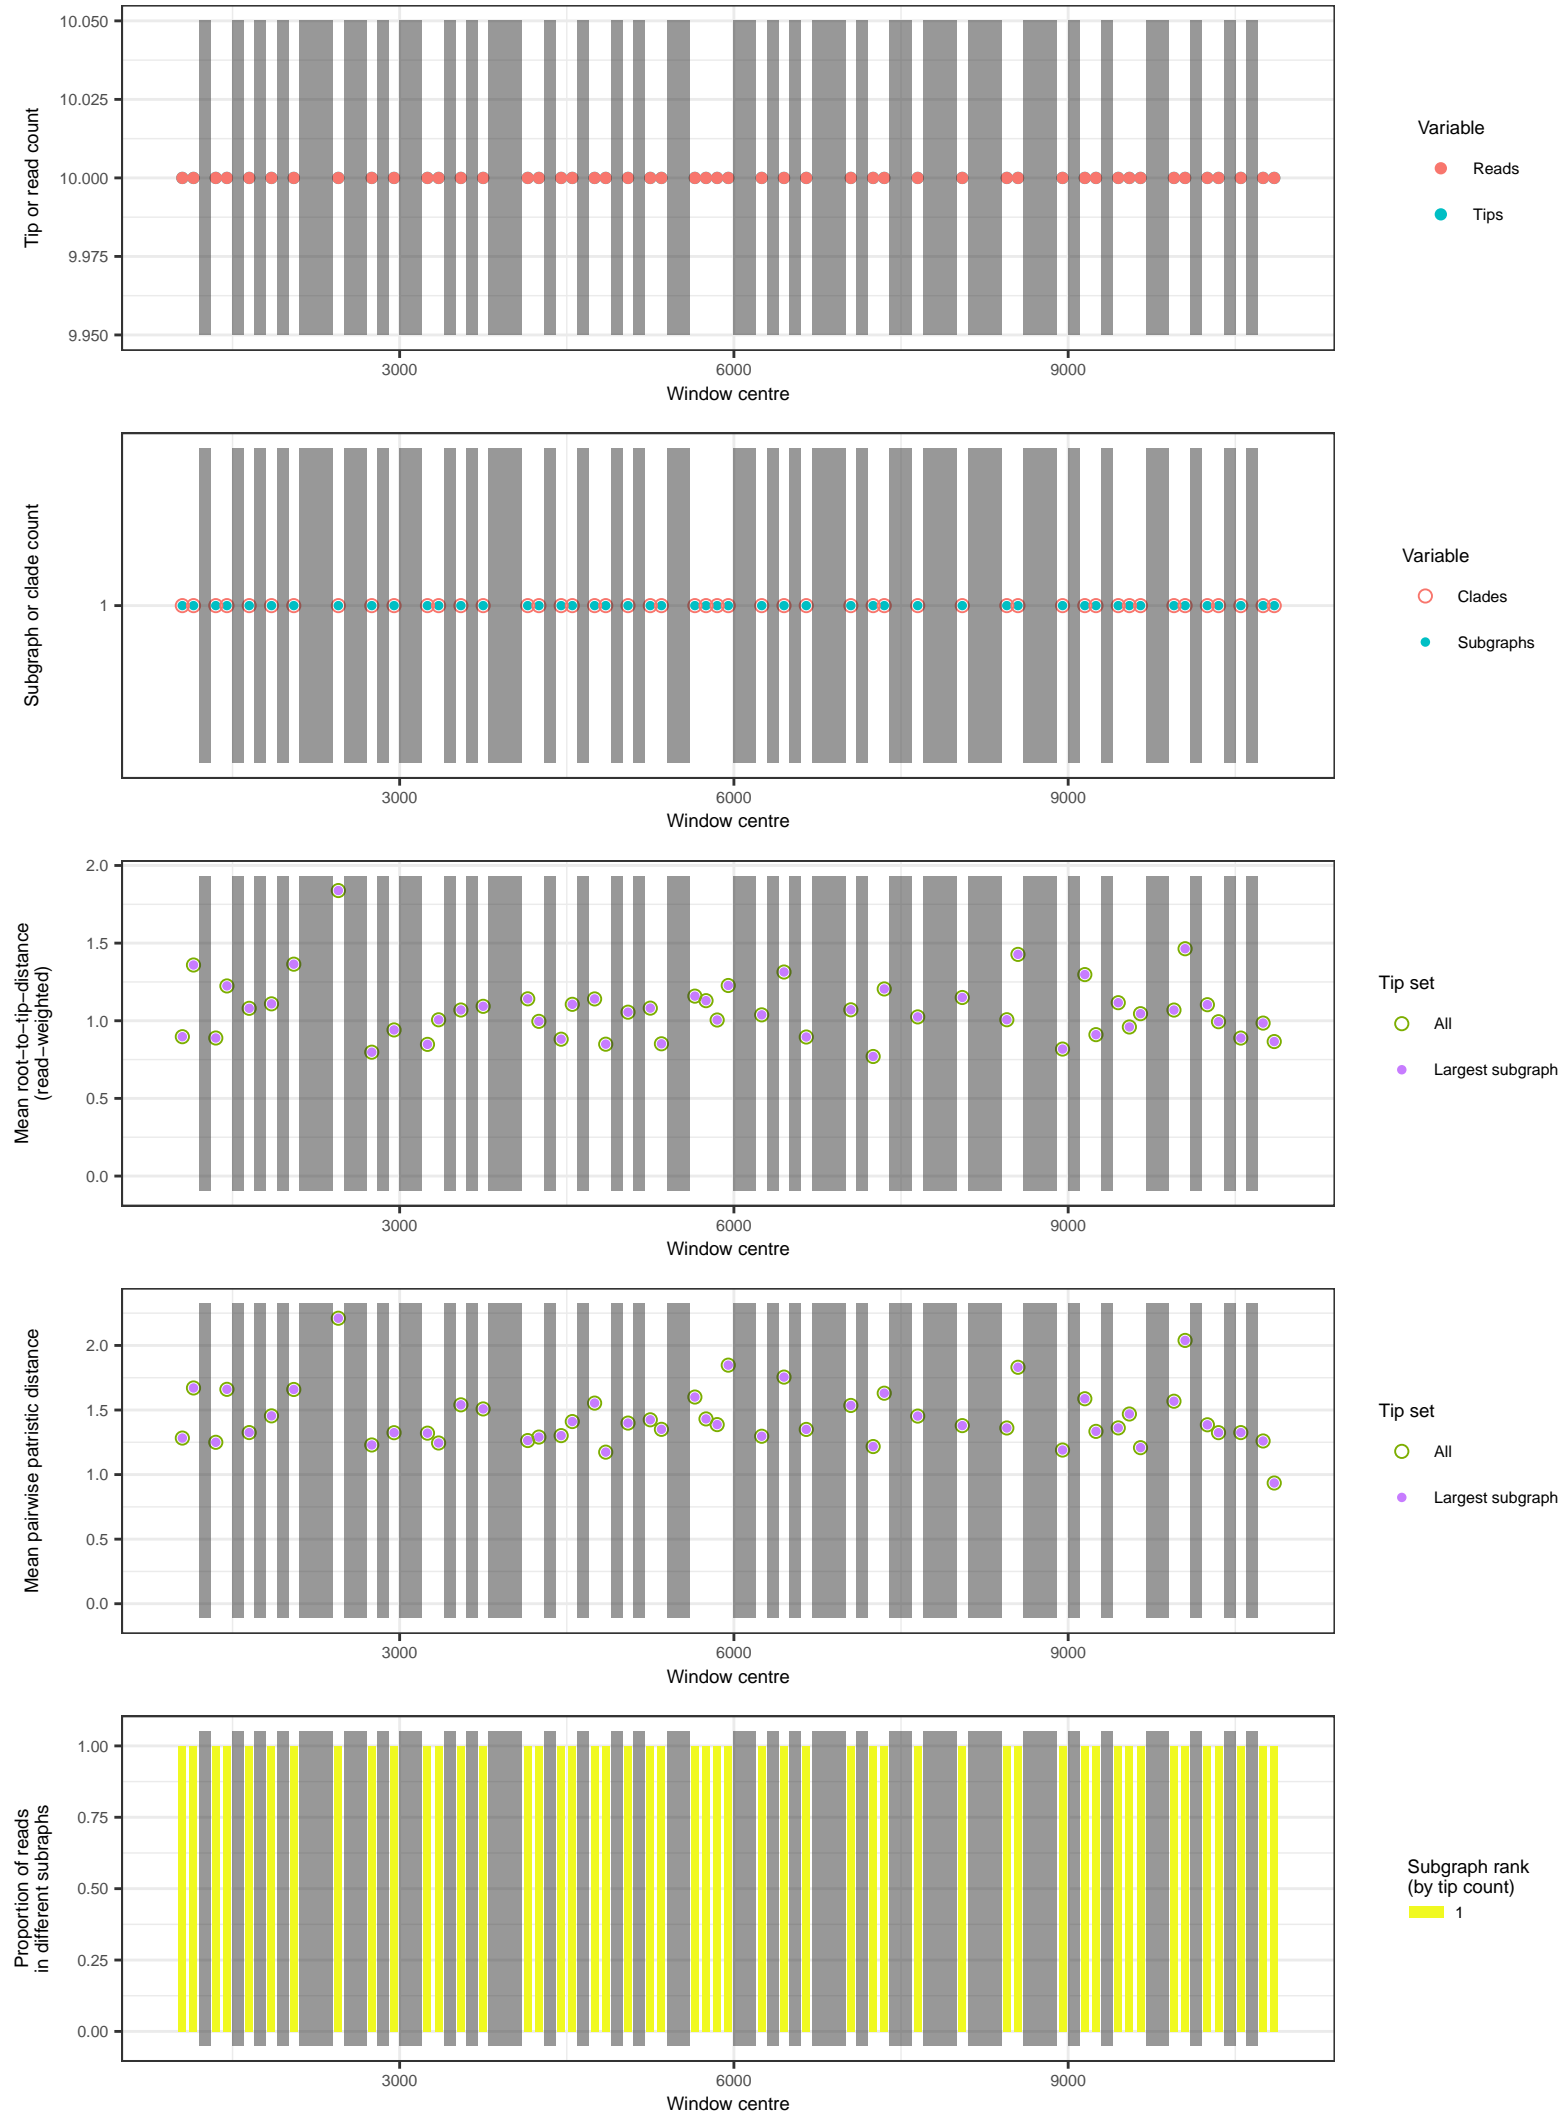 10.050
10.025
10.000
9.975
9.950
Tip or read count
3000
6000
9000
Window centre
Variable
Reads
Tips
1
Subgraph or clade count
3000
6000
9000
Window centre
Variable
Clades
Subgraphs
2.0
1.5
1.0
0.5
0.0
Mean root−to−tip−distance
(read−weighted)
3000
6000
9000
Window centre
Tip set
All
Largest subgraph
2.0
1.5
1.0
0.5
0.0
Mean pairwise patristic distance
3000
6000
9000
Window centre
Tip set
All
Largest subgraph
1.00
0.75
0.50
0.25
0.00
Proportion of reads
in different subraphs
3000
6000
9000
Window centre
Subgraph rank
(by tip count)
1